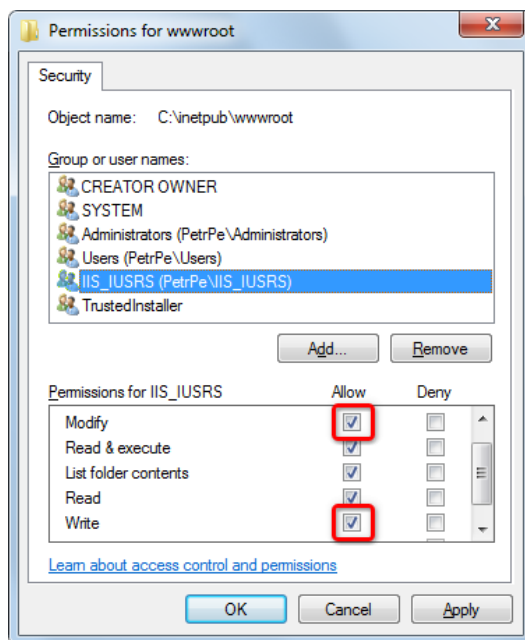 Permissions for wwwroot
Security
Object name: C:\inetpub\wwwroot
Group or user names:
CREATOR OWNER
SYSTEM
Administrators (PetrPe\Administrators)
Users (PetrPe\Users)
IIS_IUSRS (PetrPe\IIS_IUSRS)
TrustedInstaller
Add... Remove
Permissions for IIS_IUSRS Allow Deny
Modify
Read & execute
List folder contents
Read
Write
Learn about access control and permissions
OK Cancel Apply